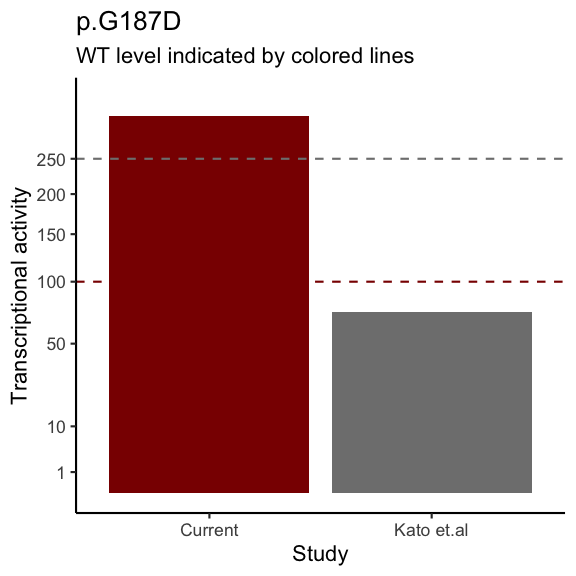 p.G187D
WT level indicated by colored lines
250
200
150
100
50
10
1
Transcriptional activity
Current
Kato et.al
Study